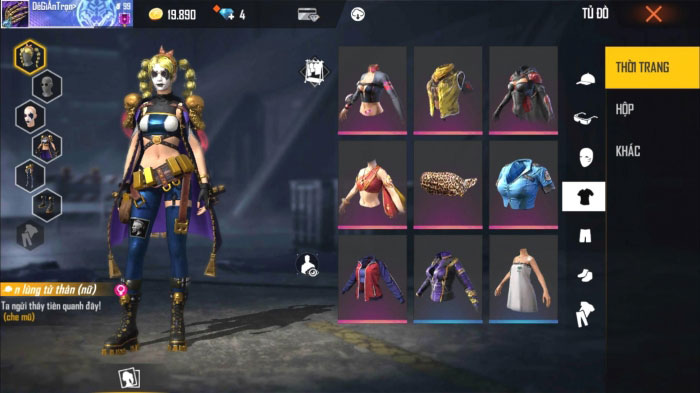 DéGiÂnTrọn>
# 99
19.890
4
TỦ ĐỒ
THỜI TRANG
HỘP
KHÁC
n lùng tử thần (nữ)
Ta ngửi thấy tiên quanh đây!
(che mũ)